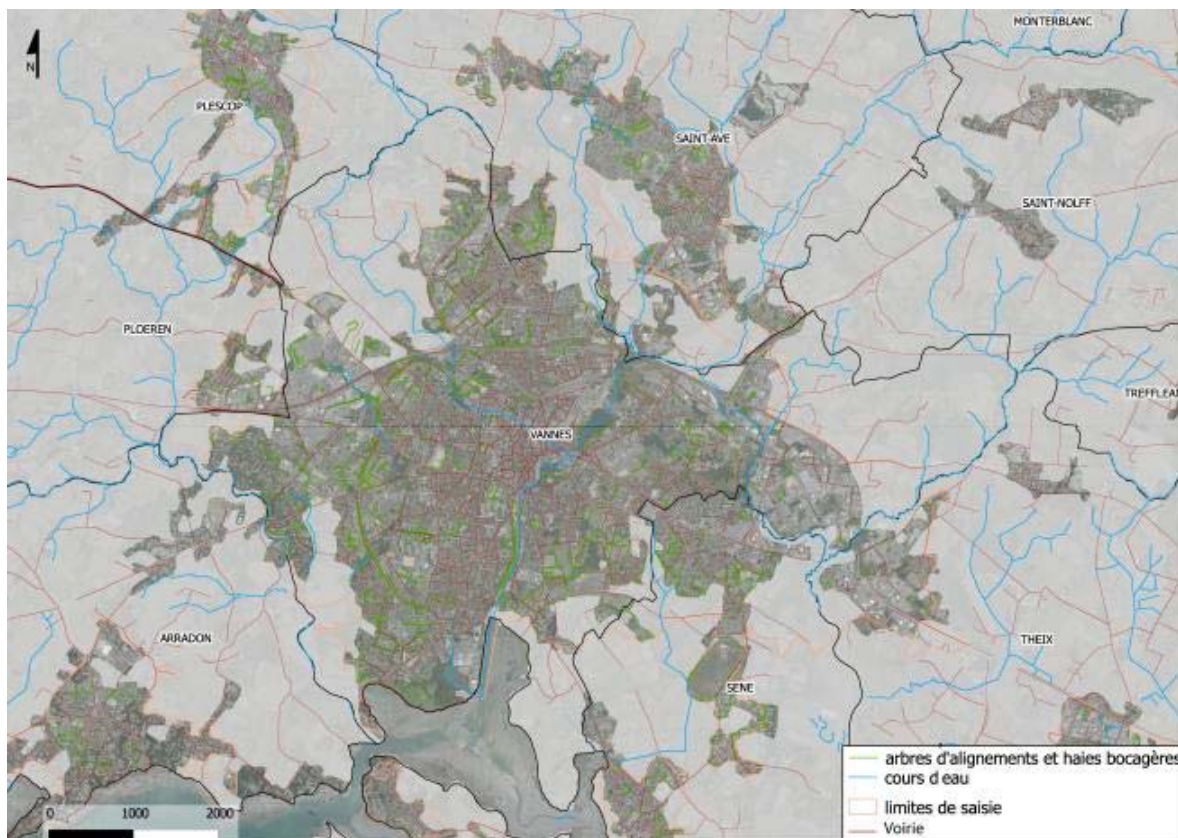 MONTERBLANC
N
PLESCOP
SAINT-AVE
SAINT-NOLFF
PLOEREN
TREFFLEAN
VANNES
ARRADON
THEIX
SENE
arbres d'alignements et haies bocagères
cours d eau
limites de saisie
Voirie
0 1000 2000